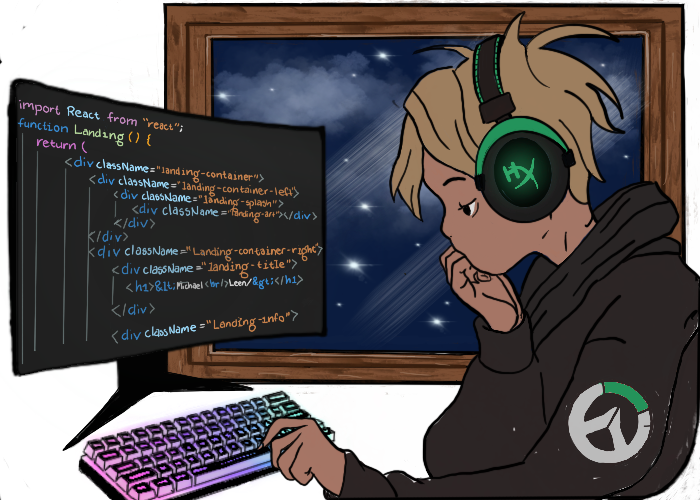 import React from "react";
function Landing () {
return (
<div className="landing-container">
<div className="landing-container-left>
<div className="landing-splash">
<div className="landing-art"></div>
</div>
</div>
<div className="Landing-container-right>
<div className="landing-title">
<h1>&lt;Michael<br/>Leen/&gt;</h1>
</div>
<div className="Landing-info">
HX